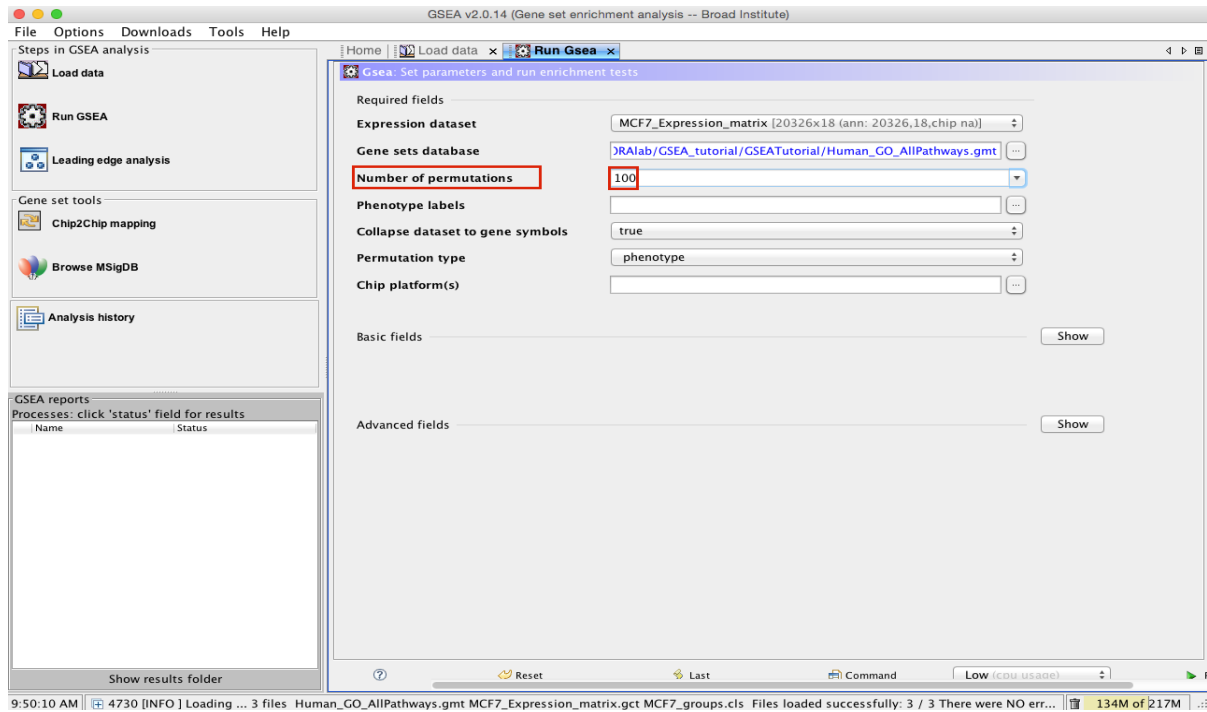 GSEA v2.0.14 (Gene set enrichment analysis -- Broad Institute)
File Options Downloads Tools Help
Steps in GSEA analysis
Load data
Run GSEA
Leading edge analysis
Gene set tools
Chip2Chip mapping
Browse MSigDB
Analysis history
GSEA reports
Processes: click 'status' field for results
Name Status
Show results folder
Home Load data x Run Gsea x
Gsea: Set parameters and run enrichment tests
Required fields
Expression dataset MCF7_Expression_matrix [20326x18 (ann: 20326,18,chip na)]
Gene sets database RAlab/GSEA_tutorial/GSEATutorial/Human_GO_AllPathways.gmt ...
Number of permutations 100
Phenotype labels ...
Collapse dataset to gene symbols true
Permutation type phenotype
Chip platform(s) ...
Basic fields Show
Advanced fields Show
? Reset Last Command Low (cpu usage)
9:50:10 AM 4730 [INFO ] Loading ... 3 files Human_GO_AllPathways.gmt MCF7_Expression_matrix.gct MCF7_groups.cls Files loaded successfully: 3 / 3 There were NO err... 134M of 217M